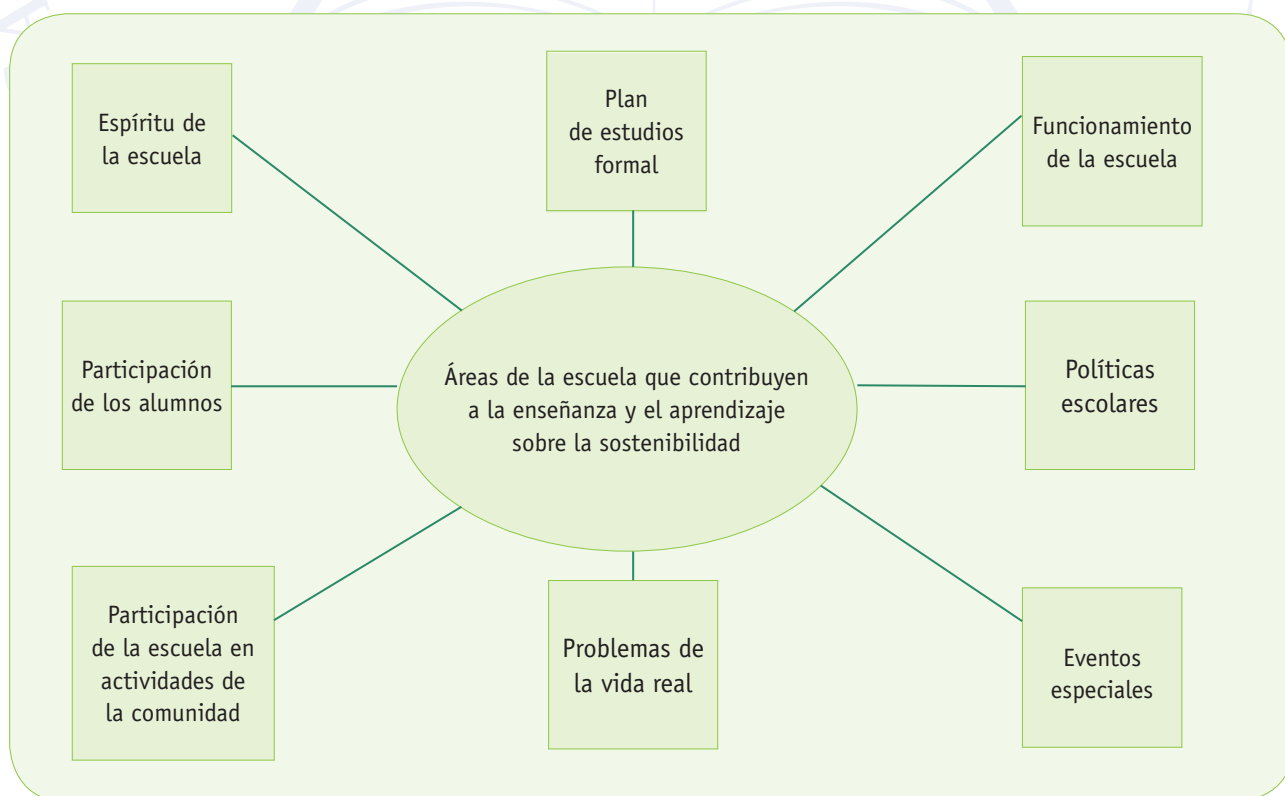 Espíritu de
la escuela
Plan
de estudios
formal
Funcionamiento
de la escuela
Participación
de los alumnos
Áreas de la escuela que contribuyen
a la enseñanza y el aprendizaje
sobre la sostenibilidad
Políticas
escolares
Participación
de la escuela en
actividades de
la comunidad
Problemas de
la vida real
Eventos
especiales